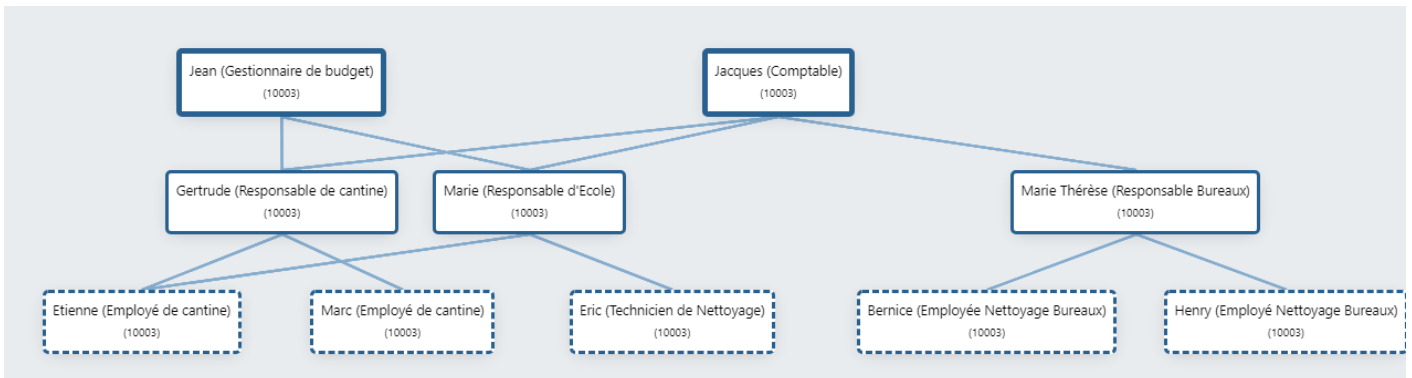 Jean (Gestionnaire de budget)
(10003)
Jacques (Comptable)
(10003)
Gertrude (Responsable de cantine)
(10003)
Marie (Responsable d'Ecole)
(10003)
Marie Thérèse (Responsable Bureaux)
(10003)
Etienne (Employé de cantine)
(10003)
Marc (Employé de cantine)
(10003)
Eric (Technicien de Nettoyage)
(10003)
Bernice (Employée Nettoyage Bureaux)
(10003)
Henry (Employé Nettoyage Bureaux)
(10003)